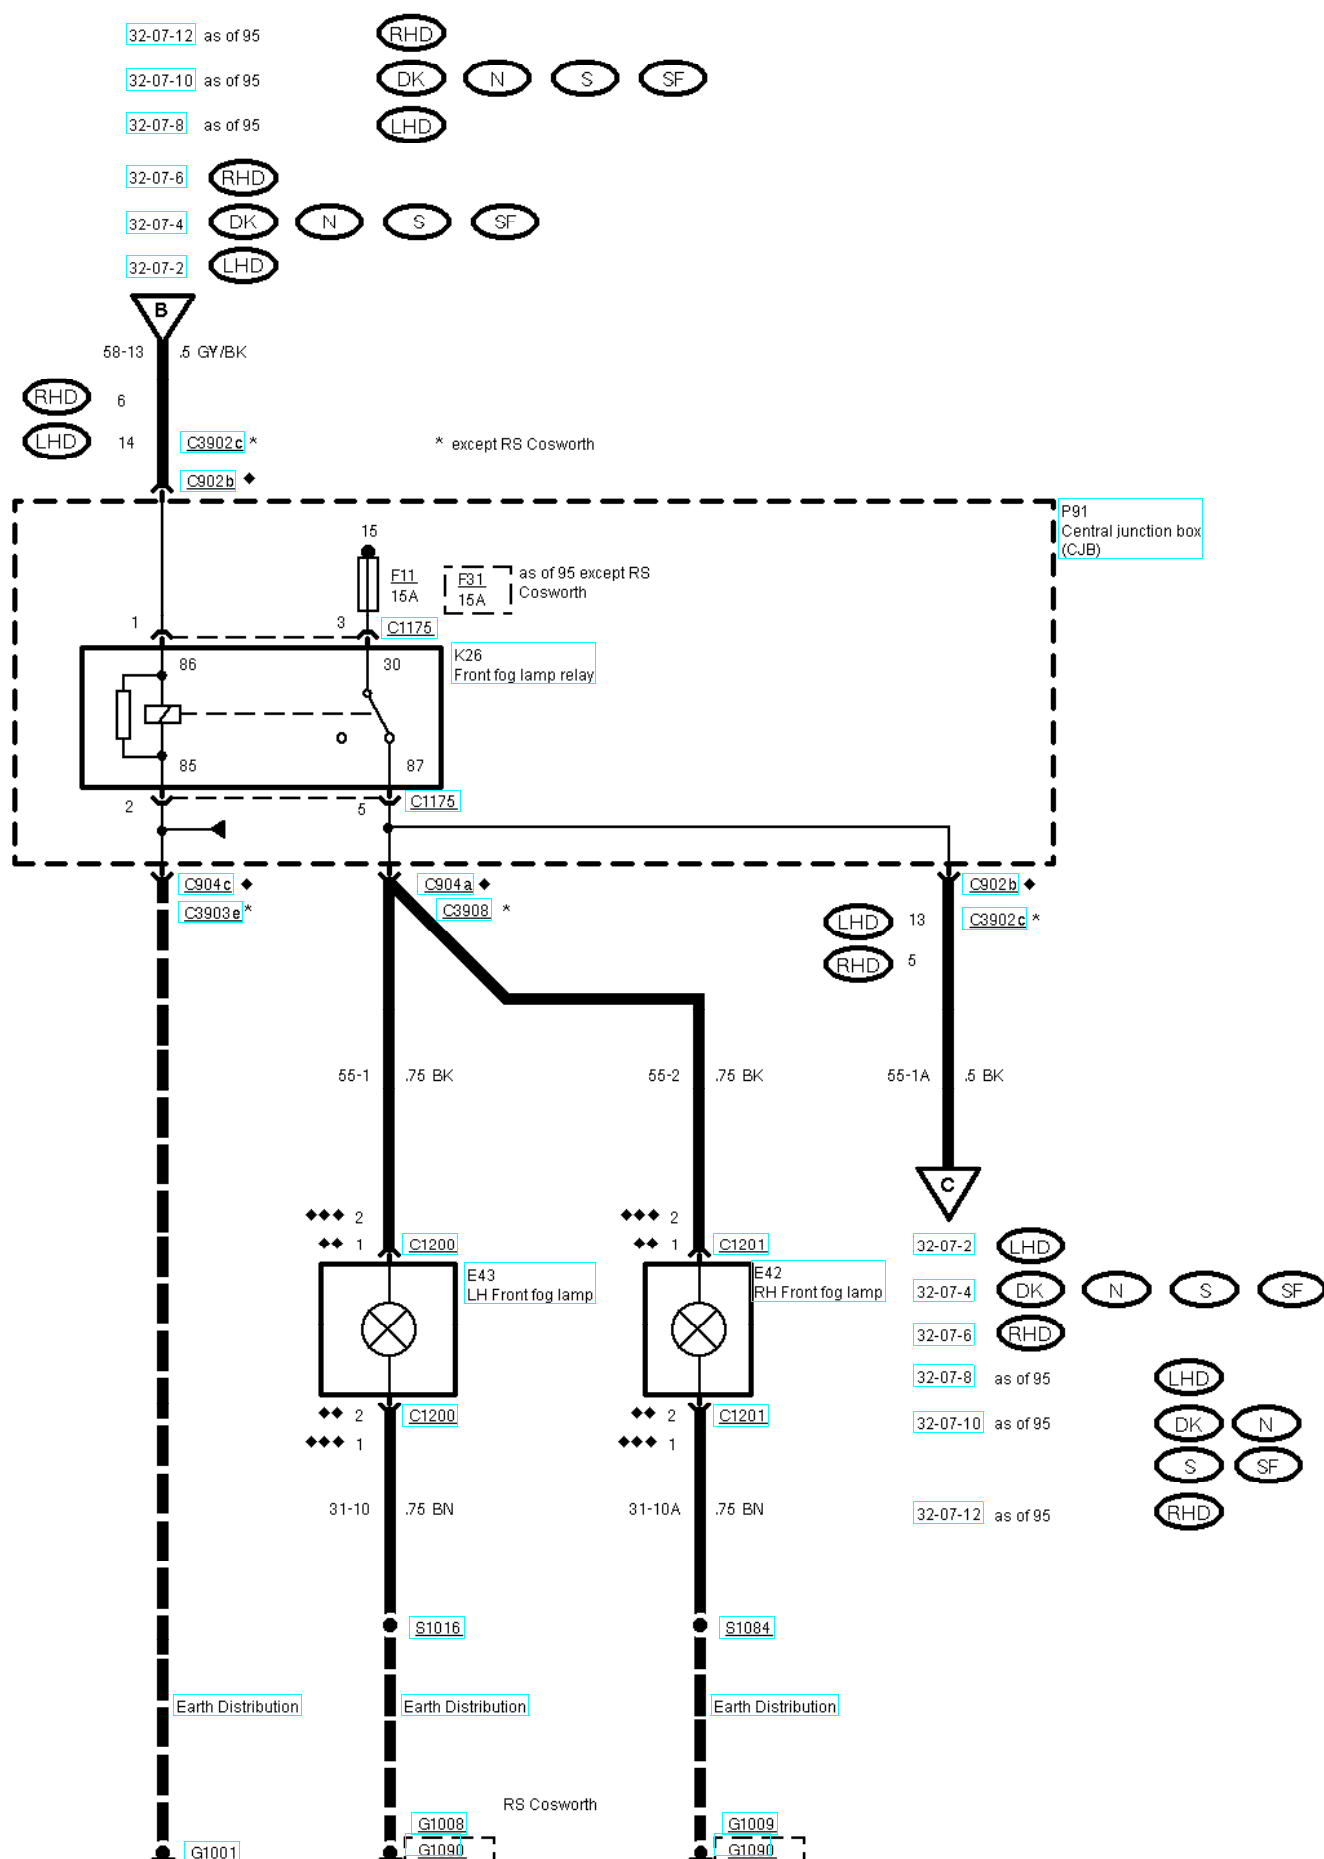 32-07-12 as of 95 RHD
32-07-10 as of 95 DK N S SF
32-07-8 as of 95 LHD
32-07-6 RHD
32-07-4 DK N S SF
32-07-2 LHD
B
58-13 .5 GY/BK
RHD 6
LHD 14 C3902c * * except RS Cosworth
C902b ◆
P91
Central junction box
(CJB)
15
F11
15A
F31
15A
as of 95 except RS
Cosworth
1 3 C1175
K26
Front fog lamp relay
86 30
85 87
2 5 C1175
C904c ◆ C904a ◆ C902b ◆
C3903e * C3908 * C3902c *
LHD 13
RHD 5
55-1 .75 BK 55-2 .75 BK 55-1A .5 BK
C
◆◆◆ 2 ◆◆◆ 2
◆◆ 1 C1200 ◆◆ 1 C1201
E43
LH Front fog lamp
E42
RH Front fog lamp
32-07-2 LHD
32-07-4 DK N S SF
32-07-6 RHD
32-07-8 as of 95 LHD
32-07-10 as of 95 DK N
S SF
32-07-12 as of 95 RHD
◆◆ 2 C1200 ◆◆ 2 C1201
◆◆◆ 1 ◆◆◆ 1
31-10 .75 BN 31-10A .75 BN
S1016 S1084
Earth Distribution Earth Distribution Earth Distribution
RS Cosworth
G1008 G1009
G1001 G1090 G1090